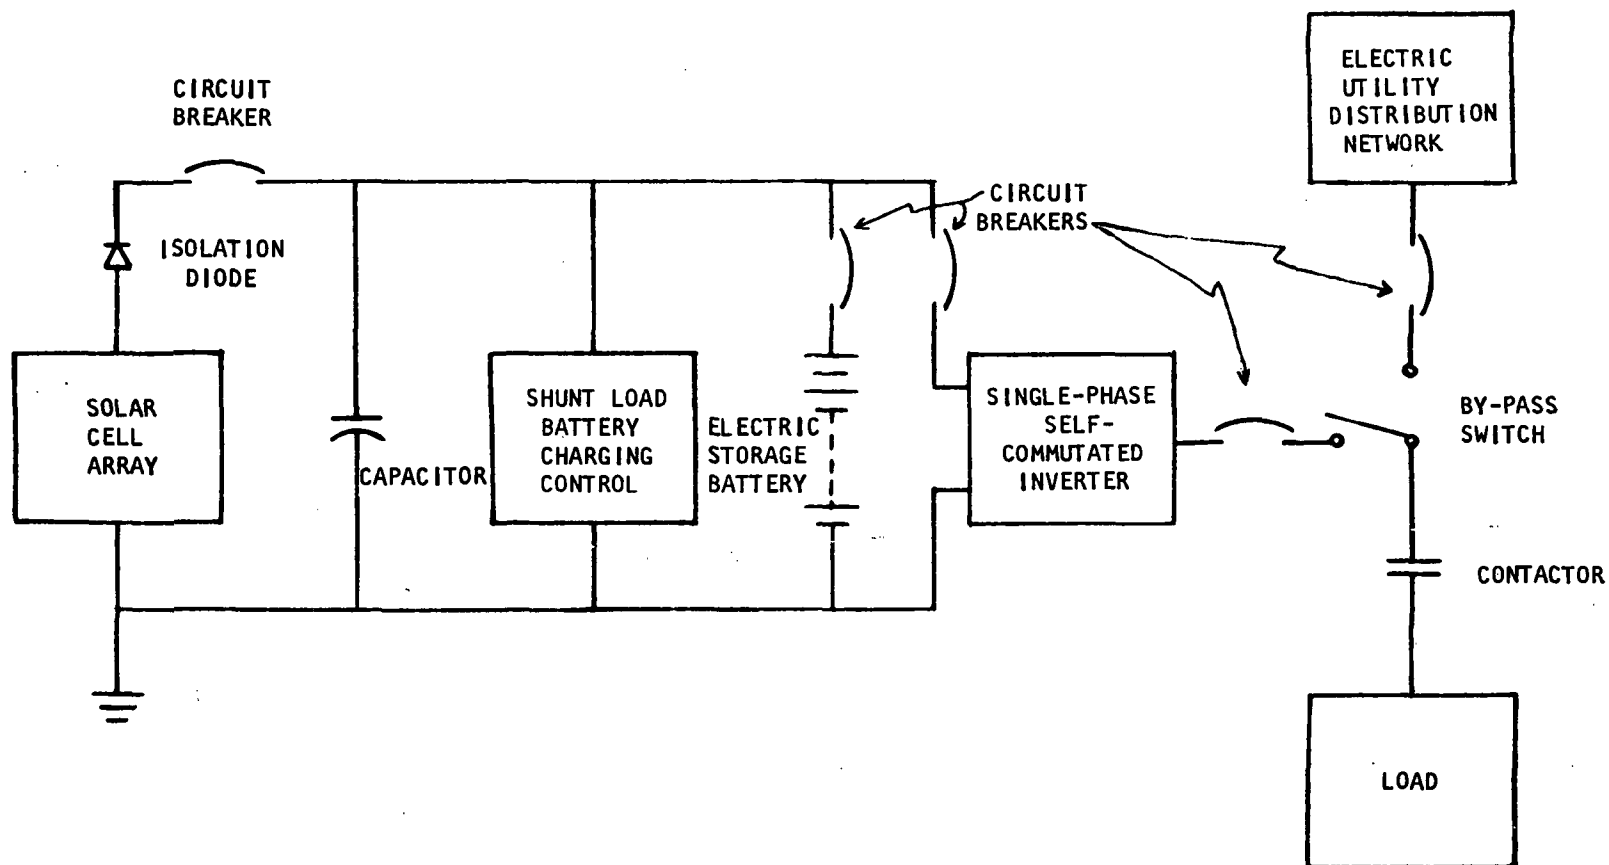 ELECTRIC
UTILITY
DISTRIBUTION
NETWORK
CIRCUIT
BREAKER
CIRCUIT
BREAKERS
ISOLATION
DIODE
SOLAR
CELL
ARRAY
CAPACITOR
SHUNT LOAD
BATTERY
CHARGING
CONTROL
ELECTRIC
STORAGE
BATTERY
SINGLE-PHASE
SELF-
COMMUTATED
INVERTER
BY-PASS
SWITCH
CONTACTOR
LOAD